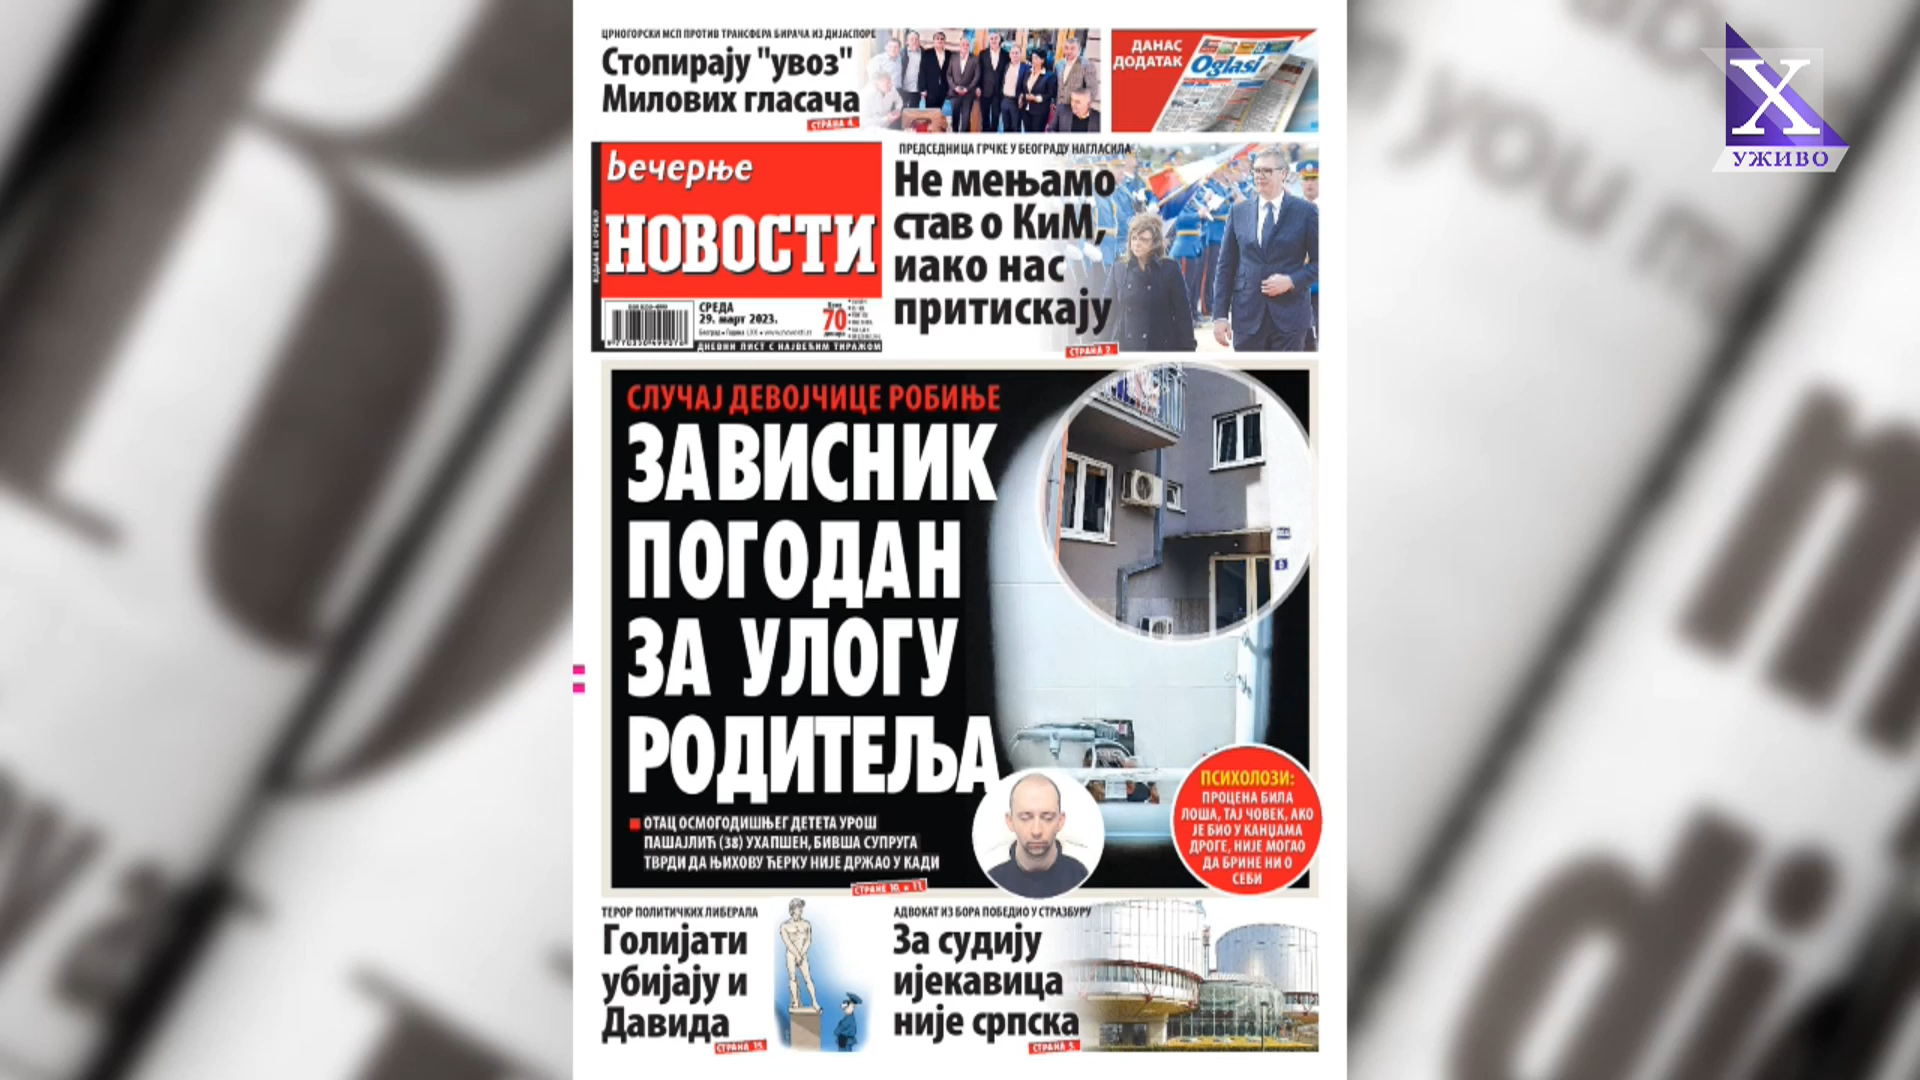 ЦРНОГОРСКИ МСП ПРОТИВ ТРАНСФЕРА БИРАЧА ИЗ ДИЈАСПОРЕ
Стопирају "увоз"
Милових гласача
СТРАНА 4.
ДАНАС
ДОДАТАК
Oglasi
Х
УЖИВО
вечерње
НОВОСТИ
СРЕДА
29. март 2023.
70
ДНЕВНИ ЛИСТ С НАЈВЕЋИМ ТИРАЖОМ
ПРЕДСЕДНИЦА ГРЧКЕ У БЕОГРАДУ НАГЛАСИЛА
Не мењамо
став о КиМ,
иако нас
притискају
СТРАНА 2.
СЛУЧАЈ ДЕВОЈЧИЦЕ РОБИЊЕ
ЗАВИСНИК
ПОГОДАН
ЗА УЛОГУ
РОДИТЕЉА
ОТАЦ ОСМОГОДИШЊЕГ ДЕТЕТА УРОШ
ПАШАЈЛИЋ (38) УХАПШЕН, БИВША СУПРУГА
ТВРДИ ДА ЊИХОВУ ЋЕРКУ НИЈЕ ДРЖАО У КАДИ
СТРАНЕ 10. и 11.
ПСИХОЛОЗИ:
ПРОЦЕНА БИЛА
ЛОША, ТАЈ ЧОВЕК, АКО
ЈЕ БИО У КАНЏАМА
ДРОГЕ, НИЈЕ МОГАО
ДА БРИНЕ НИ О
СЕБИ
ТЕРОР ПОЛИТИЧКИХ ЛИБЕРАЛА
Голијати
убијају и
Давида
СТРАНА 15.
АДВОКАТ ИЗ БОРА ПОБЕДИО У СТРАЗБУРУ
За судију
ијекавица
није српска
СТРАНА 5.